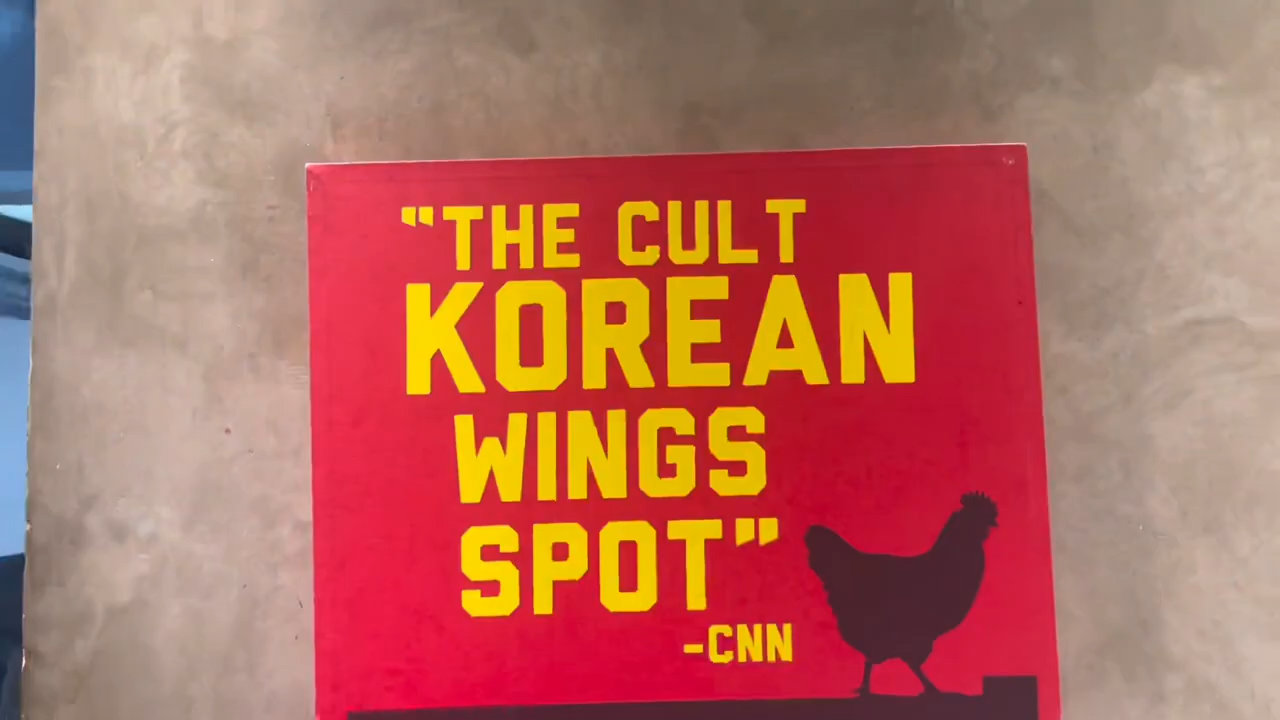 "THE CULT
KOREAN
WINGS
SPOT"
-CNN